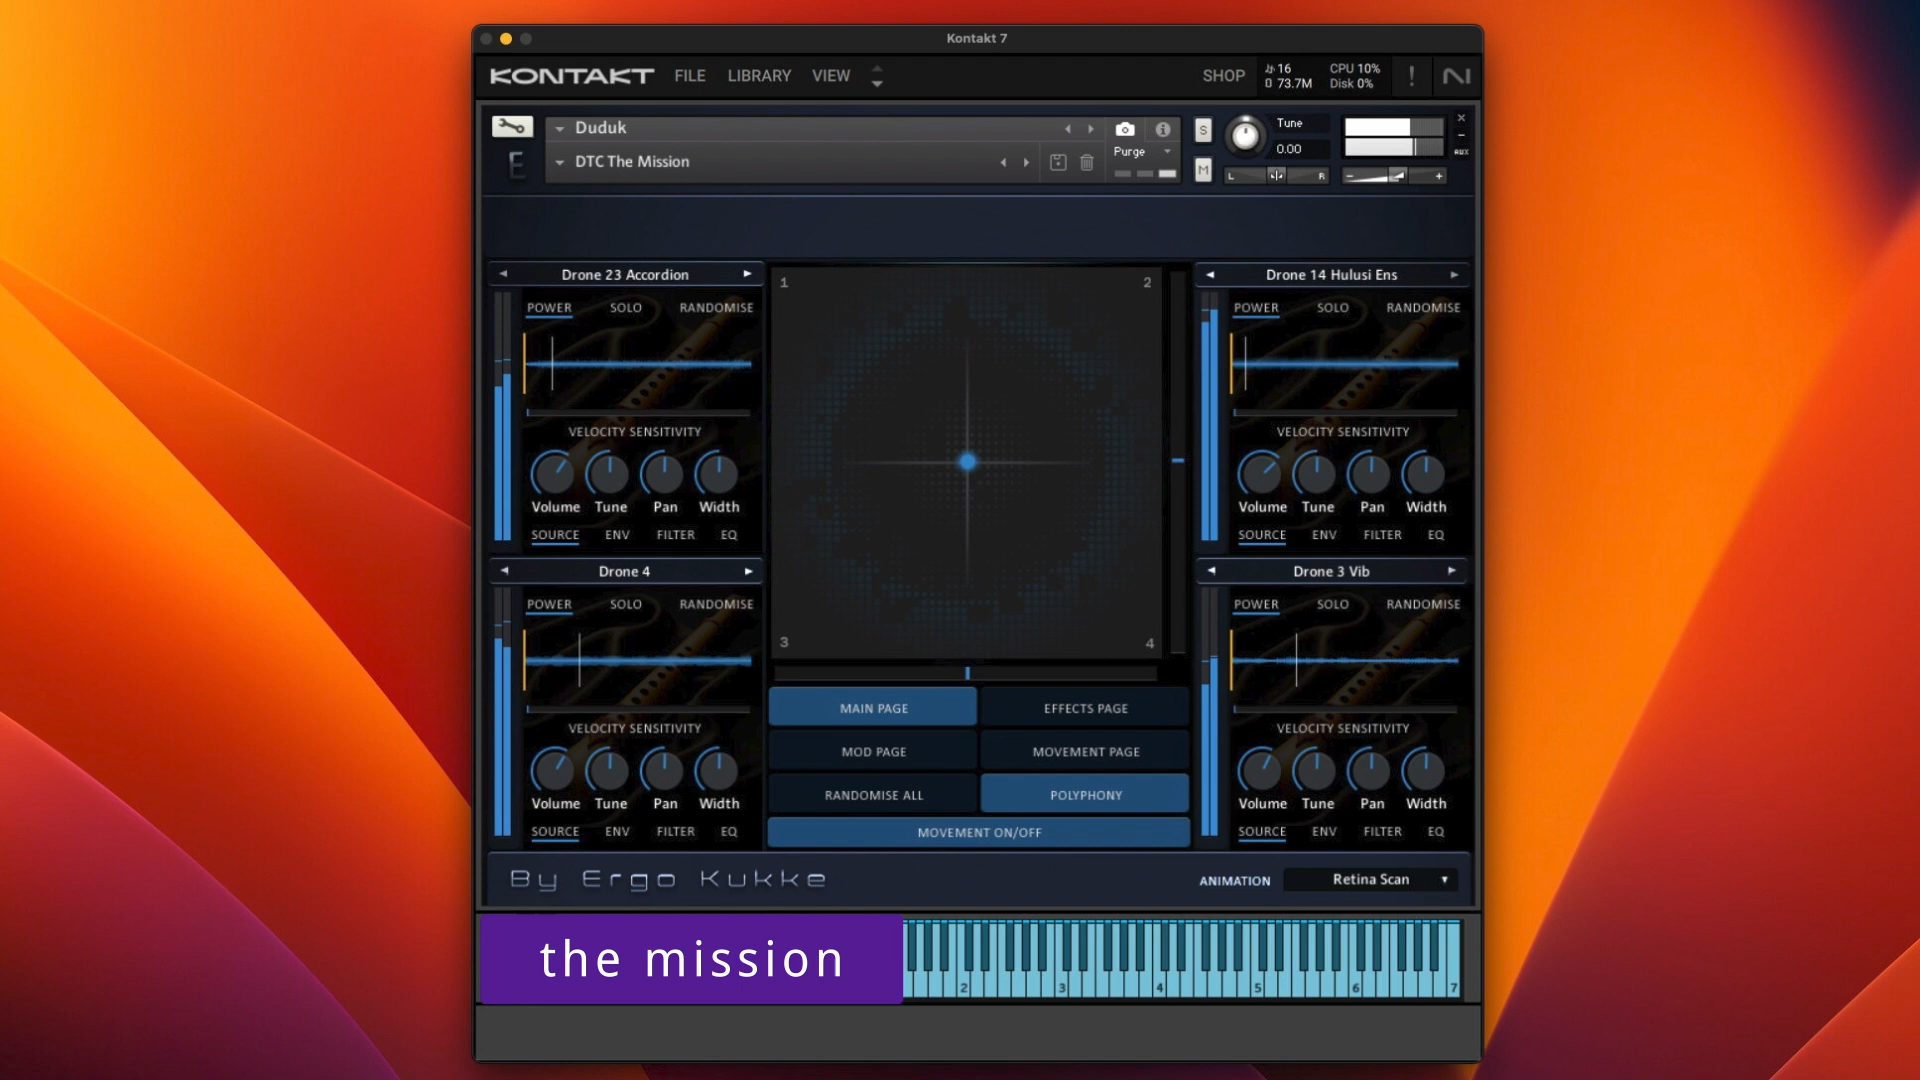 Kontakt 7
KONTAKT FILE LIBRARY VIEW SHOP 16 CPU 10% !
73.7M Disk 0%
Duduk
DTC The Mission
Purge
S
M
Tune
0.00
L R
- +
AUX
E
Drone 23 Accordion
POWER SOLO RANDOMISE
VELOCITY SENSITIVITY
Volume Tune Pan Width
SOURCE ENV FILTER EQ
Drone 4
POWER SOLO RANDOMISE
VELOCITY SENSITIVITY
Volume Tune Pan Width
SOURCE ENV FILTER EQ
1 2
3 4
MAIN PAGE EFFECTS PAGE
MOD PAGE MOVEMENT PAGE
RANDOMISE ALL POLYPHONY
MOVEMENT ON/OFF
Drone 14 Hulusi Ens
POWER SOLO RANDOMISE
VELOCITY SENSITIVITY
Volume Tune Pan Width
SOURCE ENV FILTER EQ
Drone 3 Vib
POWER SOLO RANDOMISE
VELOCITY SENSITIVITY
Volume Tune Pan Width
SOURCE ENV FILTER EQ
By Ergo Kukke
ANIMATION Retina Scan
the mission
2 3 4 5 6 7